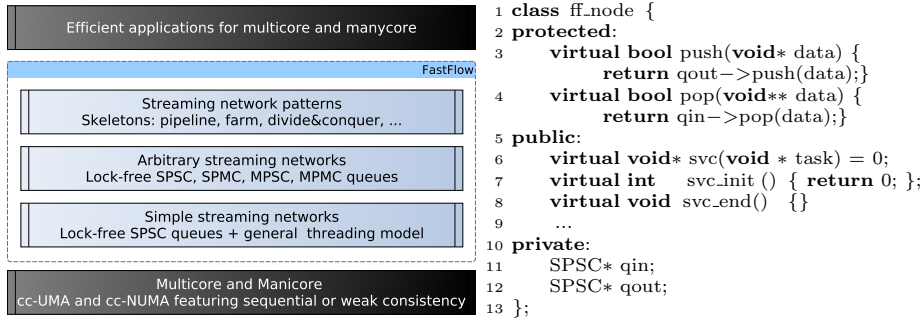 Efficient applications for multicore and manycore
FastFlow
Streaming network patterns
Skeletons: pipeline, farm, divide&conquer, ...
Arbitrary streaming networks
Lock-free SPSC, SPMC, MPSC, MPMC queues
Simple streaming networks
Lock-free SPSC queues + general threading model
Multicore and Manicore
cc-UMA and cc-NUMA featuring sequential or weak consistency
1 class ff_node {
2 protected:
3 virtual bool push(void* data) {
return qout->push(data);}
4 virtual bool pop(void** data) {
return qin->pop(data);}
5 public:
6 virtual void* svc(void * task) = 0;
7 virtual int svc_init () { return 0; };
8 virtual void svc_end() {}
9 ...
10 private:
11 SPSC* qin;
12 SPSC* qout;
13 };